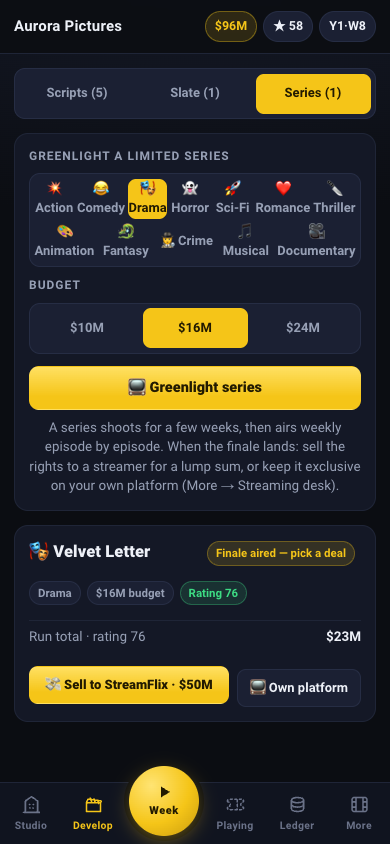 Aurora Pictures
$96M
★ 58
Y1·W8
Scripts (5)
Slate (1)
Series (1)
GREENLIGHT A LIMITED SERIES
Action Comedy Drama Horror Sci-Fi Romance Thriller
Animation Fantasy Crime Musical Documentary
BUDGET
$10M
$16M
$24M
Greenlight series
A series shoots for a few weeks, then airs weekly
episode by episode. When the finale lands: sell the
rights to a streamer for a lump sum, or keep it exclusive
on your own platform (More → Streaming desk).
Velvet Letter
Finale aired — pick a deal
Drama
$16M budget
Rating 76
Run total · rating 76
$23M
Sell to StreamFlix · $50M
Own platform
Studio
Develop
Week
Playing
Ledger
More